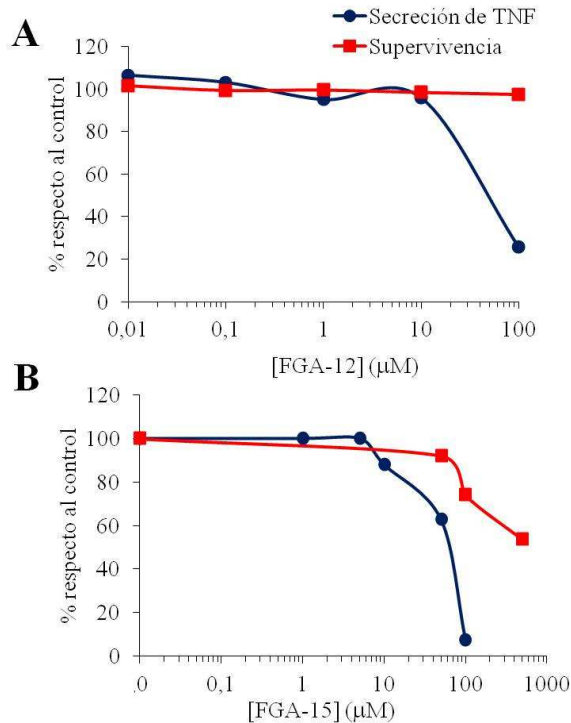 A
Secreción de TNF
Supervivencia
% respecto al control
120
100
80
60
40
20
0
0,01 0,1 1 10 100
[FGA-12] (μM)
B
% respecto al control
120
100
80
60
40
20
0
,0 0,1 1 10 100 1000
[FGA-15] (μM)